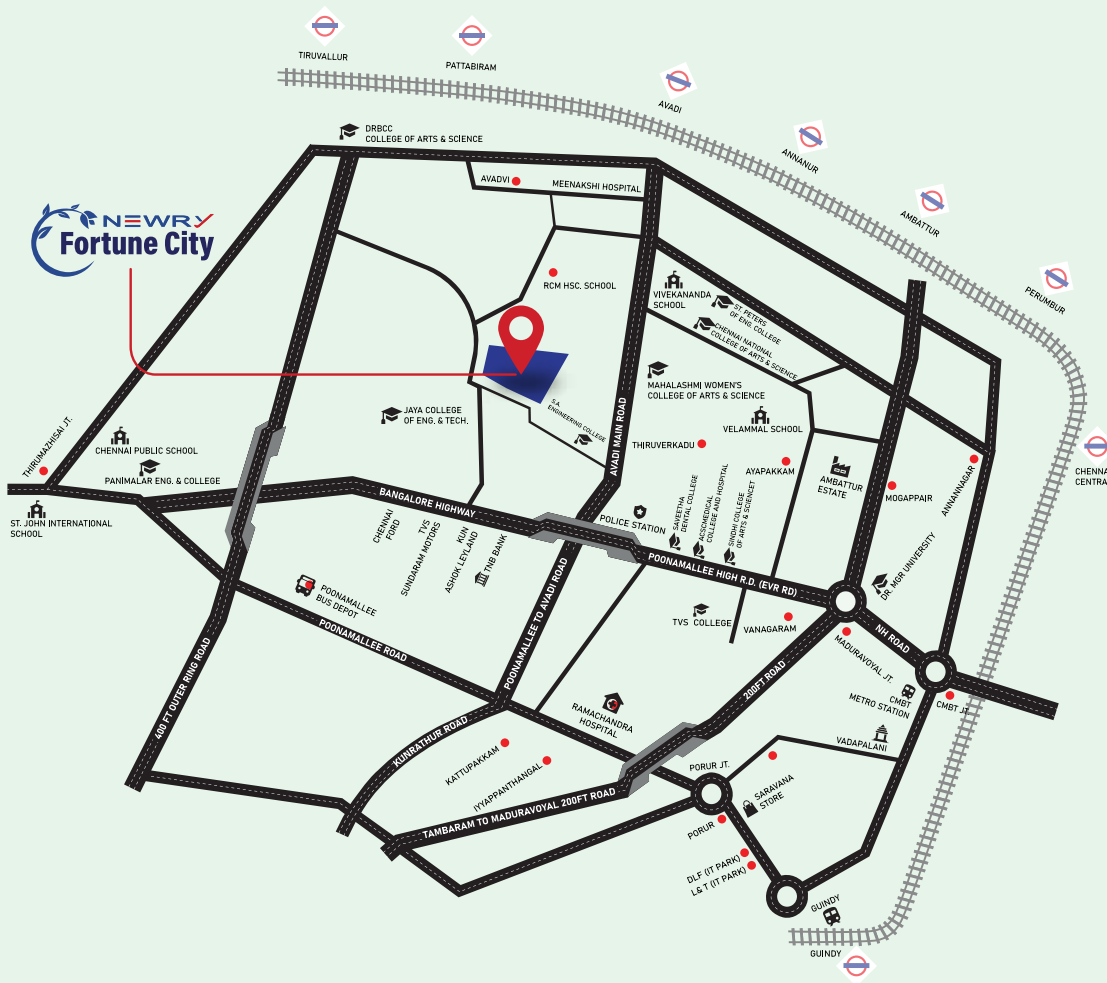 TIRUVALLUR
PATTABIRAM
AVADI
ANNANUR
AMBATTUR
PERUMBUR
CHENNA
CENTRA
DRBCC
COLLEGE OF ARTS & SCIENCE
AVADVI
MEENAKSHI HOSPITAL
NEWRY
Fortune City
RCM HSC. SCHOOL
VIVEKANANDA
SCHOOL
ST. PETERS
OF ENG. COLLEGE
CHENNAI NATIONAL
COLLEGE OF ARTS & SCIENCE
MAHALASHMI WOMEN'S
COLLEGE OF ARTS & SCIENCE
S.A.
ENGINEERING COLLEGE
JAYA COLLEGE
OF ENG. & TECH.
AVADI MAIN ROAD
VELAMMAL SCHOOL
THIRUVERKADU
AYAPAKKAM
AMBATTUR
ESTATE
MOGAPPAIR
ANNANNAGAR
THIRUMAZHISAI JT.
CHENNAI PUBLIC SCHOOL
PANIMALAR ENG. & COLLEGE
ST. JOHN INTERNATIONAL
SCHOOL
BANGALORE HIGHWAY
CHENNAI
FORD
TVS
SUNDARAM MOTORS
KUN
ASHOK LEYLAND
TNB BANK
POLICE STATION
SAVEETHA
DENTAL COLLEGE
ACSCMEDICAL
COLLEGE AND HOSPITAL
SINDHI COLLEGE
OF ARTS & SCIENCET
POONAMALLEE HIGH R.D. (EVR RD)
DR. MGR UNIVERSITY
POONAMALLEE
BUS DEPOT
POONAMALLEE ROAD
POONAMALLEE TO AVADI ROAD
TVS COLLEGE
VANAGARAM
MADURAVOYAL JT.
NH ROAD
400 FT OUTER RING ROAD
200FT ROAD
CMBT
METRO STATION
CMBT JT.
RAMACHANDRA
HOSPITAL
VADAPALANI
KUNRATHUR ROAD
KATTUPAKKAM
IYYAPPANTHANGAL
PORUR JT.
SARAVANA
STORE
TAMBARAM TO MADURAVOYAL 200FT ROAD
PORUR
DLF (IT PARK)
L& T (IT PARK)
GUINDY
GUINDY